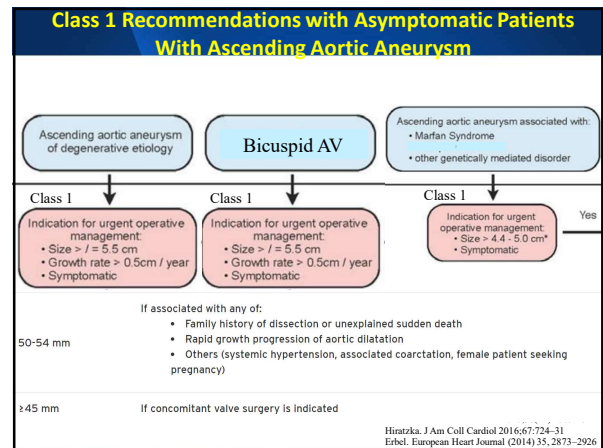 Class 1 Recommendations with Asymptomatic Patients
With Ascending Aortic Aneurysm
Ascending aortic aneurysm
of degenerative etiology
Bicuspid AV
Ascending aortic aneurysm associated with:
• Marfan Syndrome
• other genetically mediated disorder
Class 1
Class 1
Class 1
Indication for urgent operative
management:
• Size > / = 5.5 cm
• Growth rate > 0.5cm / year
• Symptomatic
Indication for urgent operative
management:
• Size > / = 5.5 cm
• Growth rate > 0.5cm / year
• Symptomatic
Indication for urgent
operative management:
• Size > 4.4 - 5.0 cm*
• Symptomatic
Yes
50-54 mm
If associated with any of:
• Family history of dissection or unexplained sudden death
• Rapid growth progression of aortic dilatation
• Others (systemic hypertension, associated coarctation, female patient seeking
pregnancy)
≥45 mm
If concomitant valve surgery is indicated
Hiratzka. J Am Coll Cardiol 2016;67:724–31
Erbel. European Heart Journal (2014) 35, 2873–2926